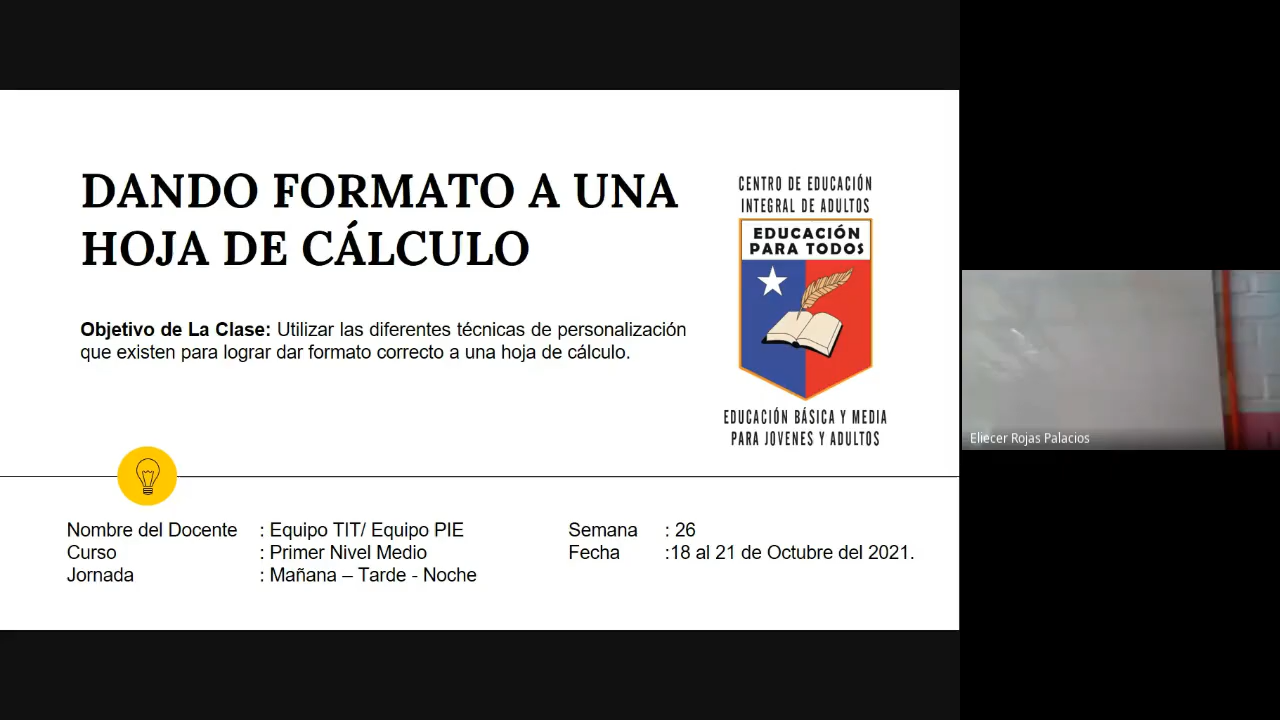 DANDO FORMATO A UNA
HOJA DE CÁLCULO
Objetivo de La Clase: Utilizar las diferentes técnicas de personalización
que existen para lograr dar formato correcto a una hoja de cálculo.
CENTRO DE EDUCACIÓN
INTEGRAL DE ADULTOS
EDUCACIÓN
PARA TODOS
EDUCACIÓN BÁSICA Y MEDIA
PARA JOVENES Y ADULTOS
Nombre del Docente : Equipo TIT/ Equipo PIE
Curso : Primer Nivel Medio
Jornada : Mañana – Tarde - Noche
Semana : 26
Fecha :18 al 21 de Octubre del 2021.
Eliecer Rojas Palacios